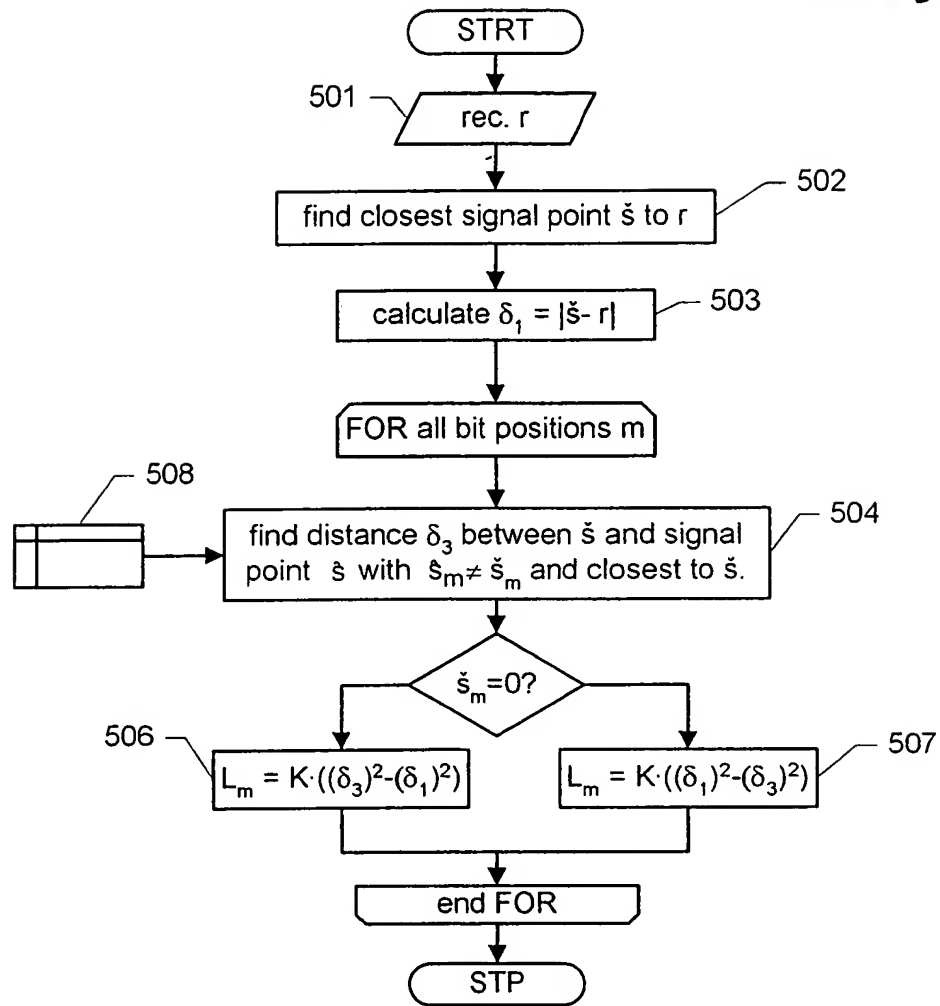 STRT
501
rec. r
502
find closest signal point š to r
503
calculate δ₁ = |š- r|
FOR all bit positions m
508
504
find distance δ₃ between š and signal
point ŝ with ŝₘ≠ šₘ and closest to š.
šₘ=0?
506
Lₘ = K·((δ₃)²-(δ₁)²)
507
Lₘ = K·((δ₁)²-(δ₃)²)
end FOR
STP